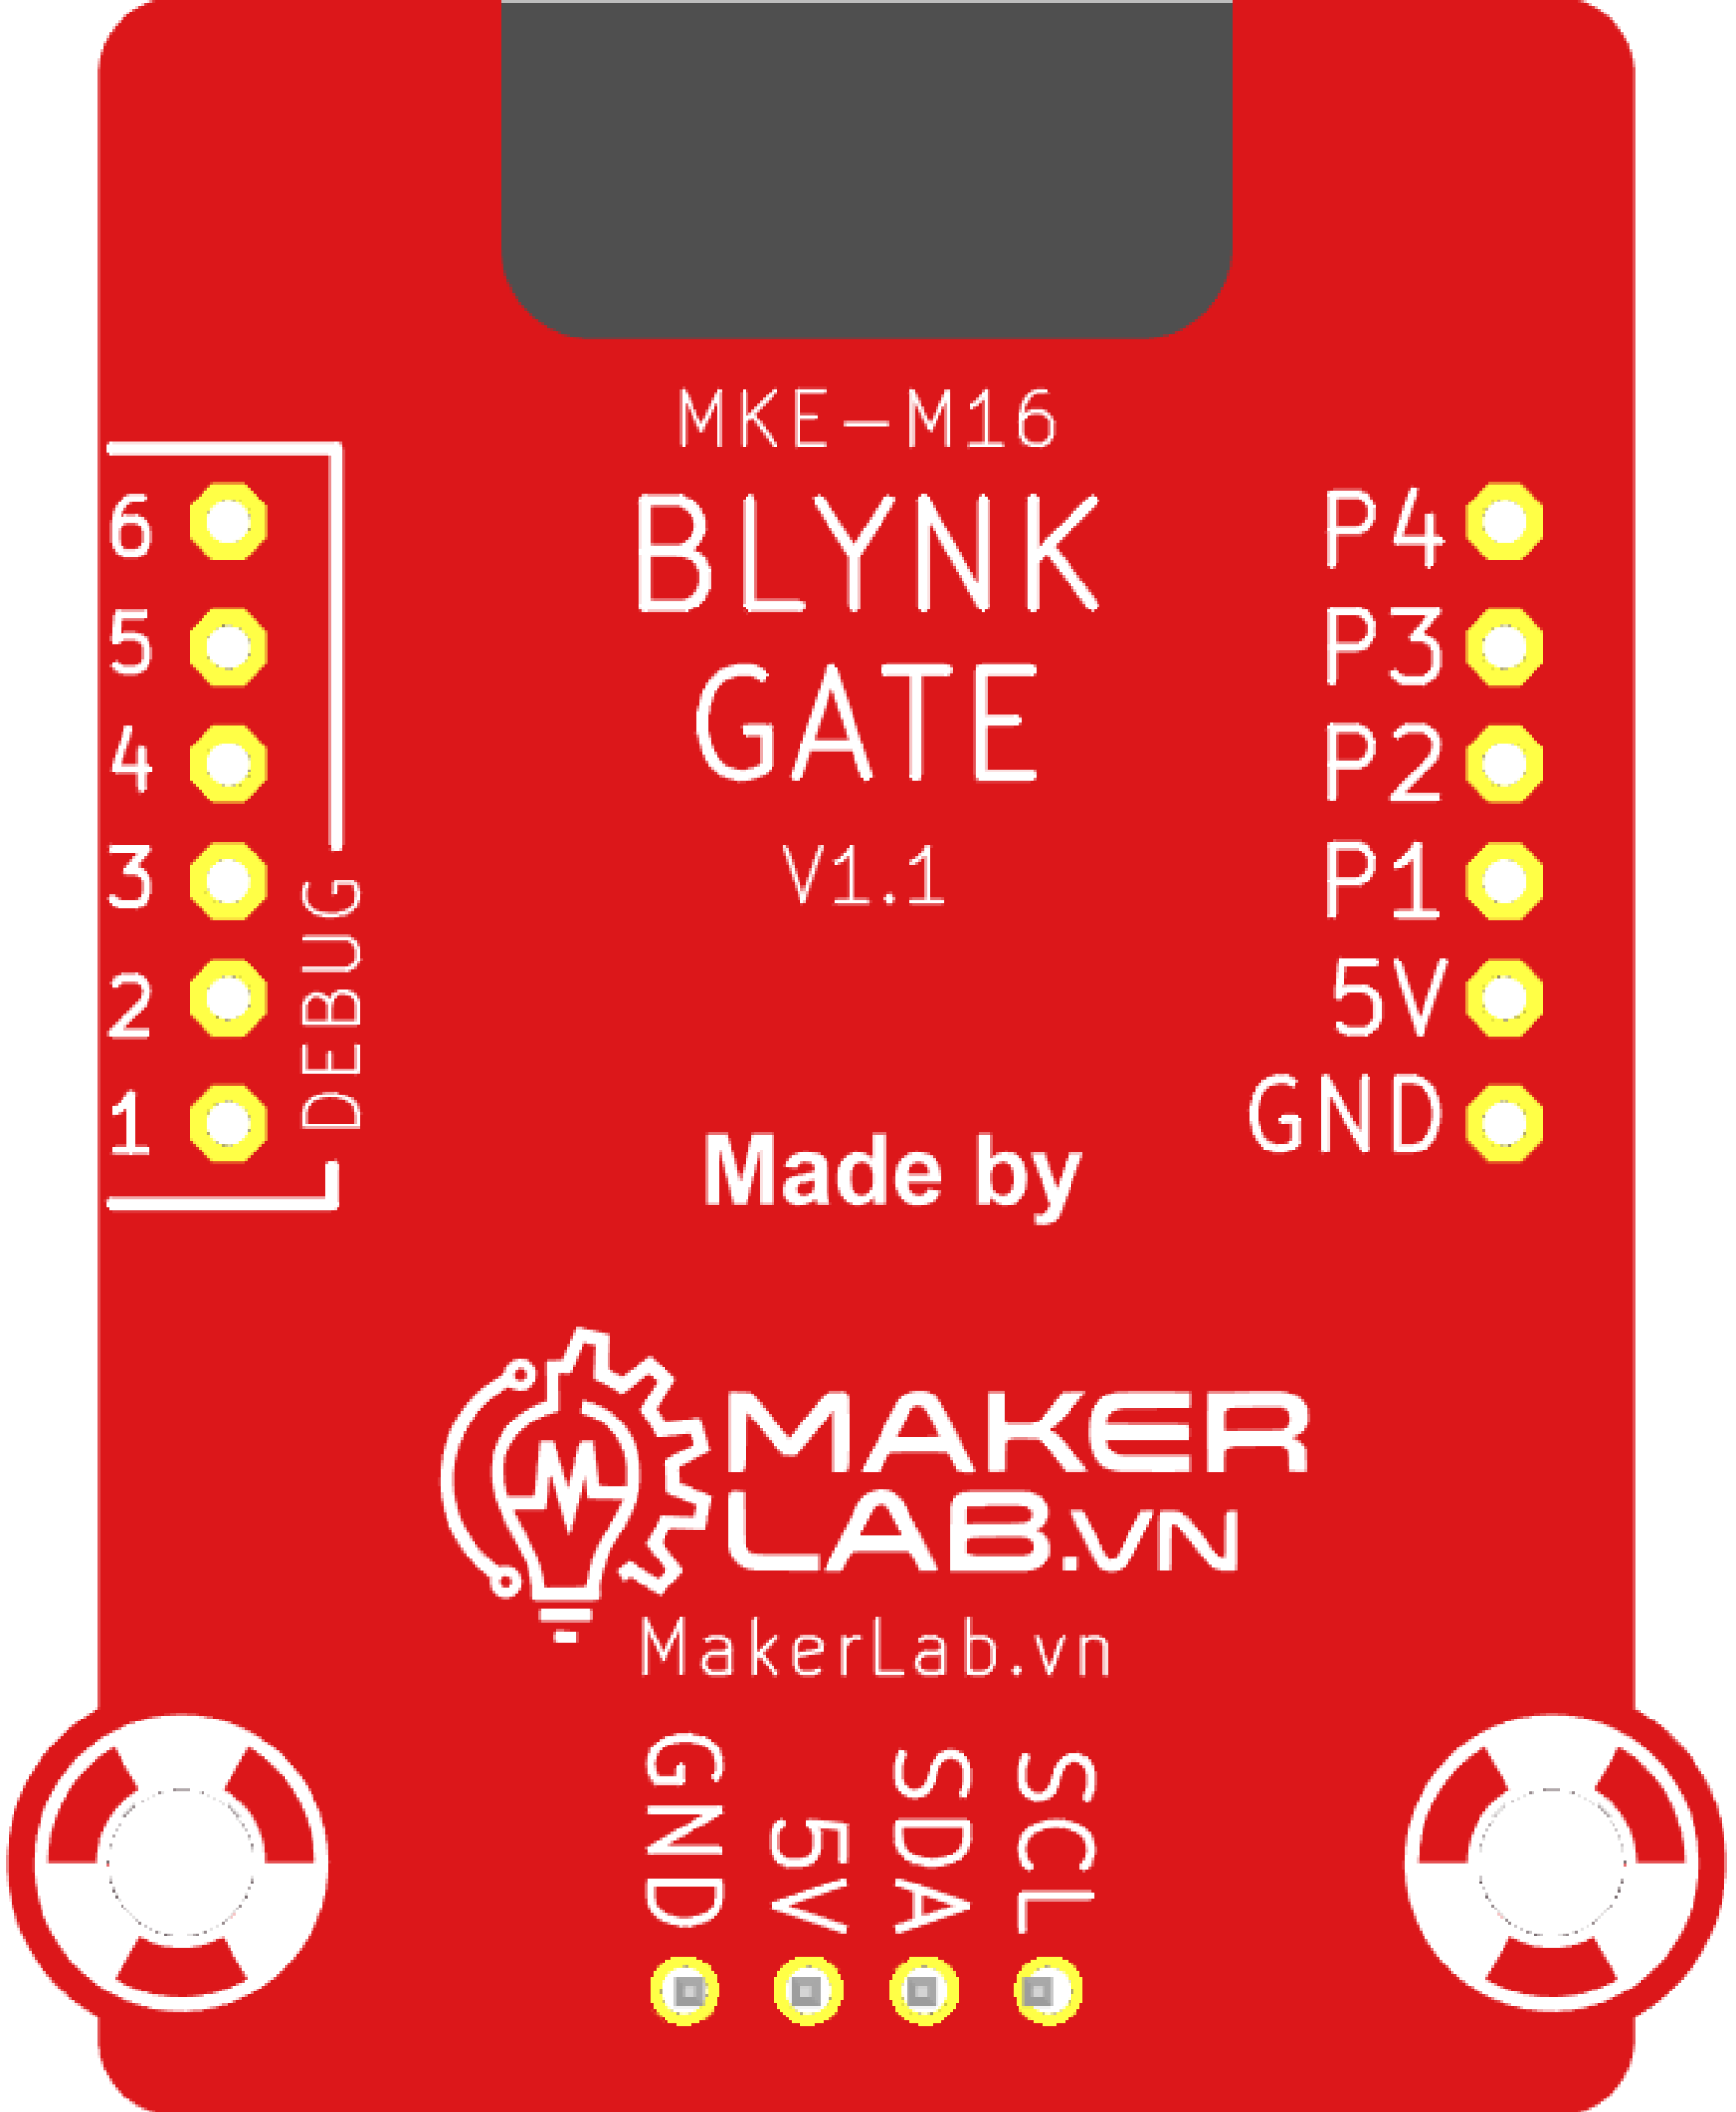 MKE-M16
BLYNK
GATE
V1.1
6
5
4
3
2
1
DEBUG
P4
P3
P2
P1
5V
GND
Made by
MAKER
LAB.VN
MakerLab.vn
GND
5V
SDA
SCL